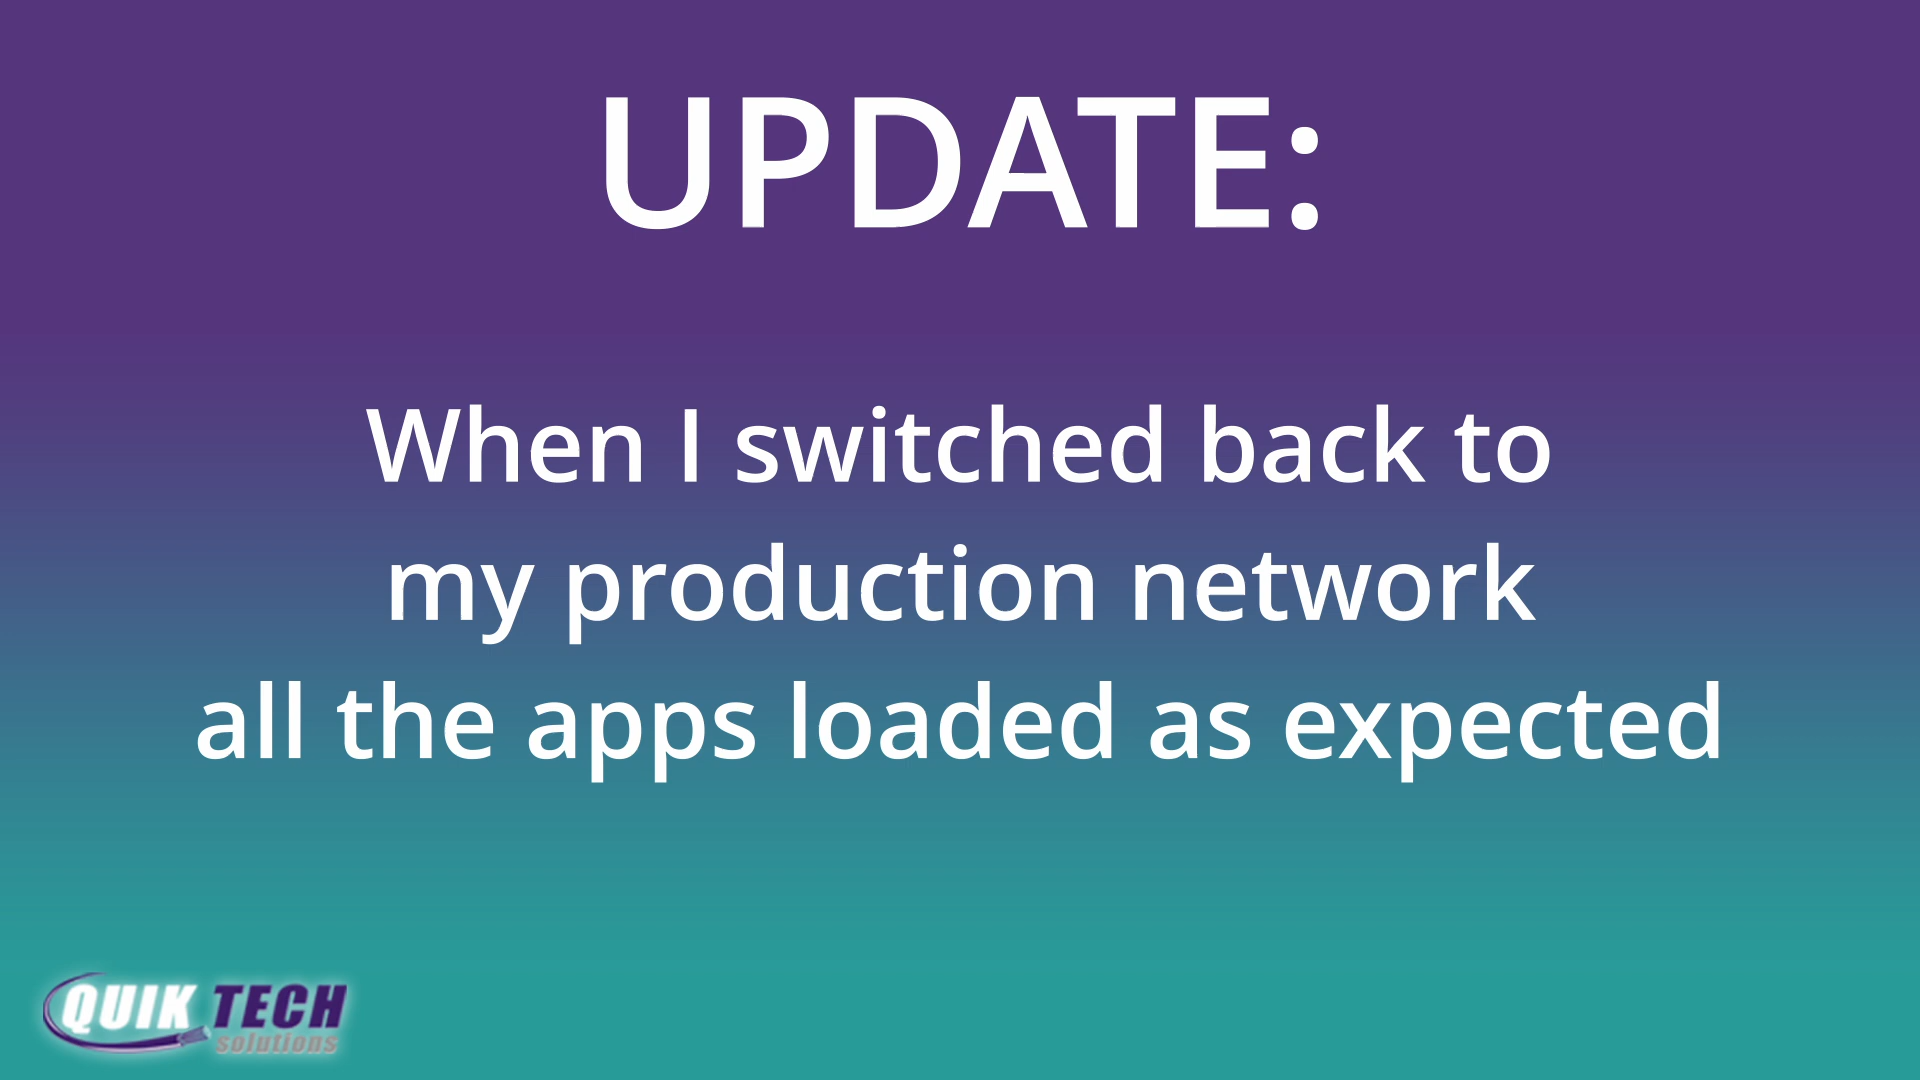 UPDATE:
When I switched back to
my production network
all the apps loaded as expected
QUIK TECH
solutions